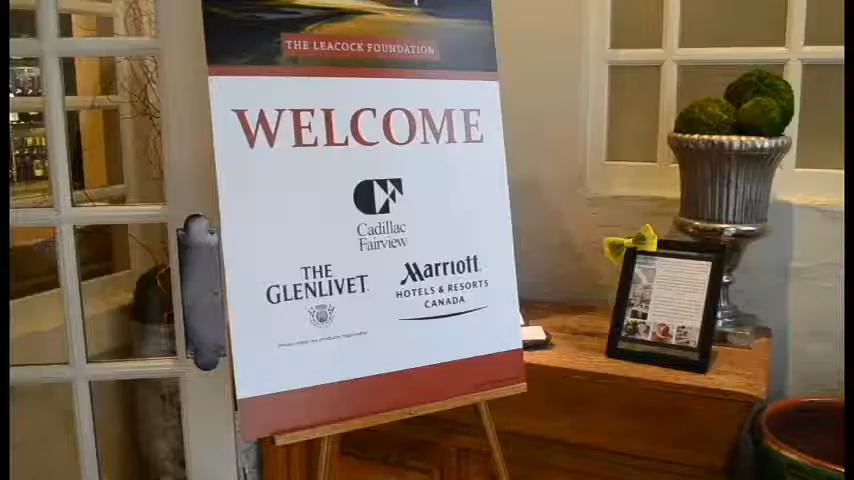 THE LEACOCK FOUNDATION
WELCOME
Cadillac
Fairview
THE
GLENLIVET
Marriott
HOTELS & RESORTS
CANADA